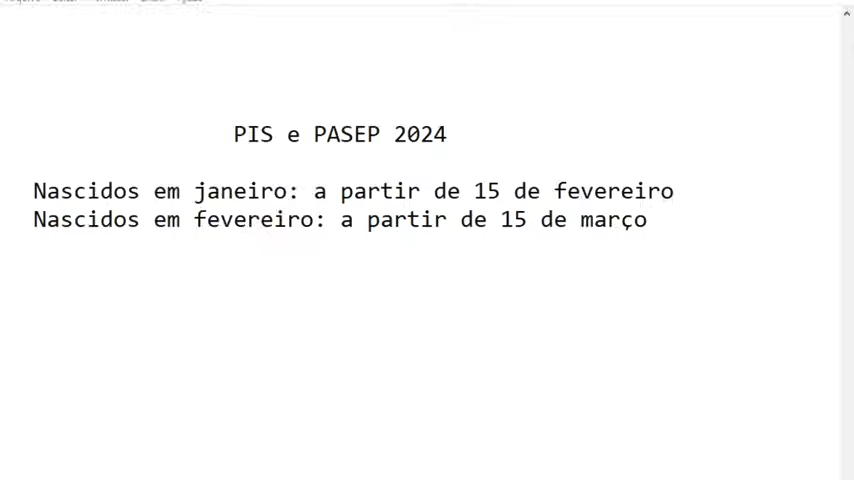 PIS e PASEP 2024
Nascidos em janeiro: a partir de 15 de fevereiro
Nascidos em fevereiro: a partir de 15 de março